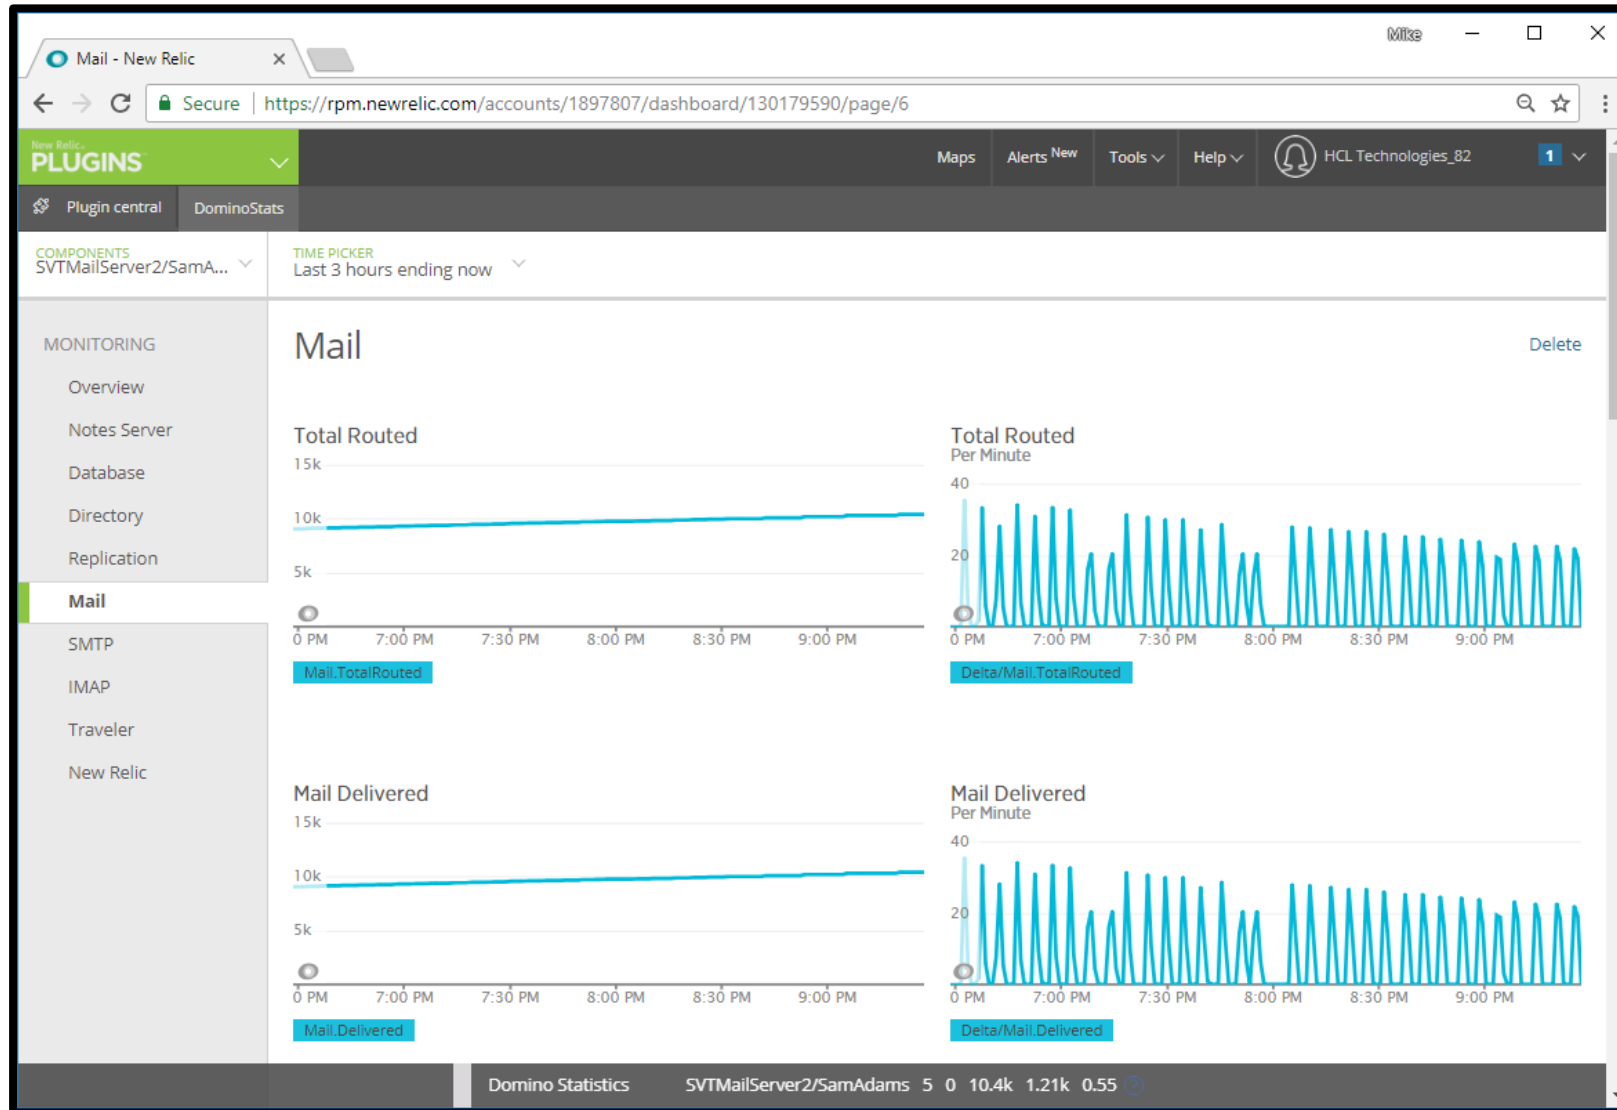 Mike
Mail - New Relic
Secure https://rpm.newrelic.com/accounts/1897807/dashboard/130179590/page/6
New Relic.
PLUGINS
Maps Alerts New Tools Help HCL Technologies_82 1
Plugin central DominoStats
COMPONENTS
SVTMailServer2/SamA...
TIME PICKER
Last 3 hours ending now
MONITORING
Overview
Notes Server
Database
Directory
Replication
Mail
SMTP
IMAP
Traveler
New Relic
Mail
Delete
Total Routed
15k
10k
5k
0 PM 7:00 PM 7:30 PM 8:00 PM 8:30 PM 9:00 PM
Mail.TotalRouted
Total Routed
Per Minute
40
20
0 PM 7:00 PM 7:30 PM 8:00 PM 8:30 PM 9:00 PM
Delta/Mail.TotalRouted
Mail Delivered
15k
10k
5k
0 PM 7:00 PM 7:30 PM 8:00 PM 8:30 PM 9:00 PM
Mail.Delivered
Mail Delivered
Per Minute
40
20
0 PM 7:00 PM 7:30 PM 8:00 PM 8:30 PM 9:00 PM
Delta/Mail.Delivered
Domino Statistics SVTMailServer2/SamAdams 5 0 10.4k 1.21k 0.55 ?